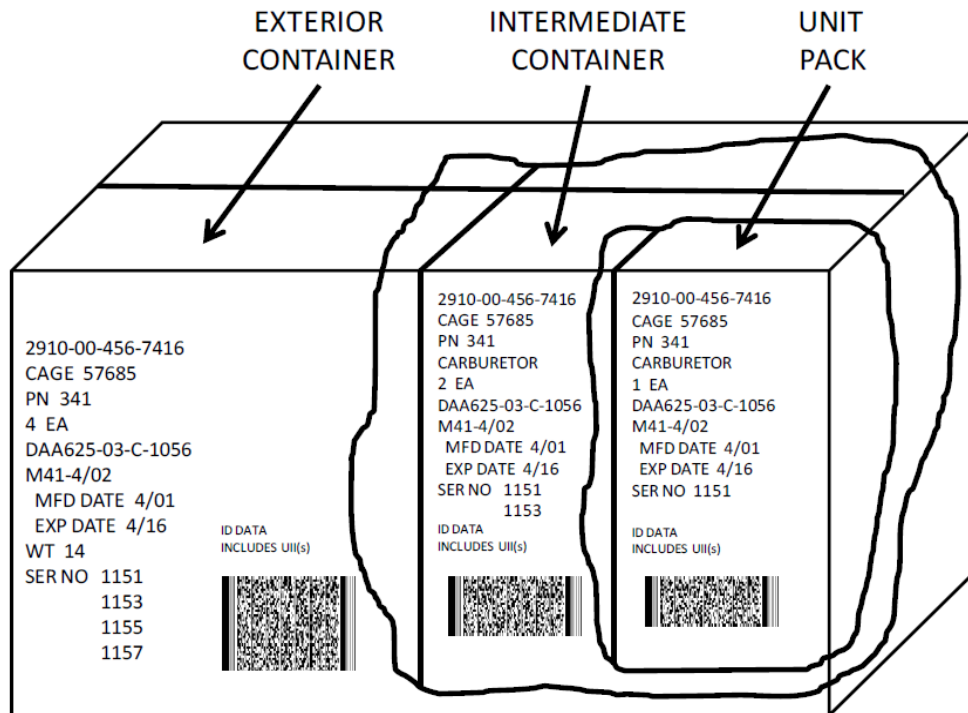 EXTERIOR
CONTAINER
INTERMEDIATE
CONTAINER
UNIT
PACK
2910-00-456-7416
CAGE 57685
PN 341
4 EA
DAA625-03-C-1056
M41-4/02
MFD DATE 4/01
EXP DATE 4/16
WT 14
SER NO 1151
1153
1155
1157
ID DATA
INCLUDES UII(s)
2910-00-456-7416
CAGE 57685
PN 341
CARBURETOR
2 EA
DAA625-03-C-1056
M41-4/02
MFD DATE 4/01
EXP DATE 4/16
SER NO 1151
1153
ID DATA
INCLUDES UII(s)
2910-00-456-7416
CAGE 57685
PN 341
CARBURETOR
1 EA
DAA625-03-C-1056
M41-4/02
MFD DATE 4/01
EXP DATE 4/16
SER NO 1151
ID DATA
INCLUDES UII(s)